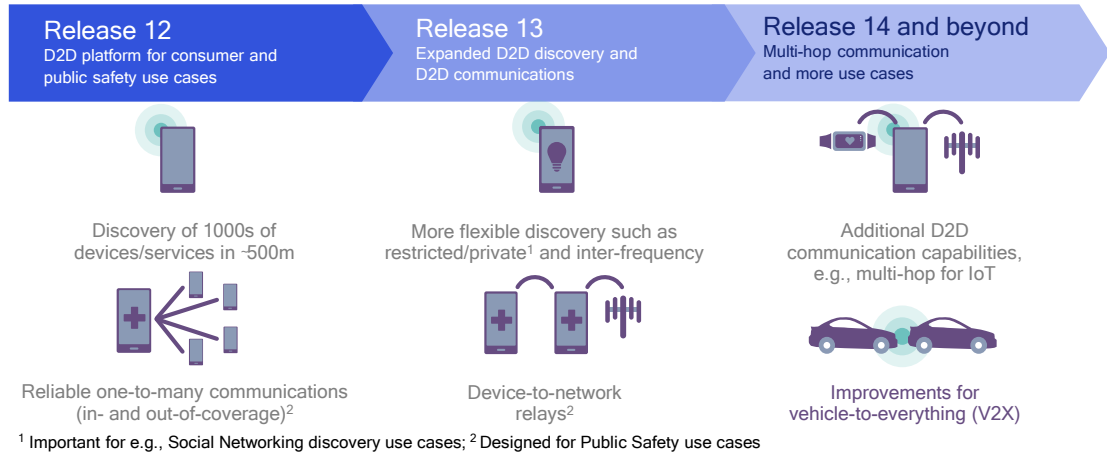 Release 12
D2D platform for consumer and
public safety use cases
Release 13
Expanded D2D discovery and
D2D communications
Release 14 and beyond
Multi-hop communication
and more use cases
Discovery of 1000s of
devices/services in ~500m
More flexible discovery such as
restricted/private¹ and inter-frequency
Additional D2D
communication capabilities,
e.g., multi-hop for IoT
Reliable one-to-many communications
(in- and out-of-coverage)²
Device-to-network
relays²
Improvements for
vehicle-to-everything (V2X)
¹ Important for e.g., Social Networking discovery use cases; ² Designed for Public Safety use cases